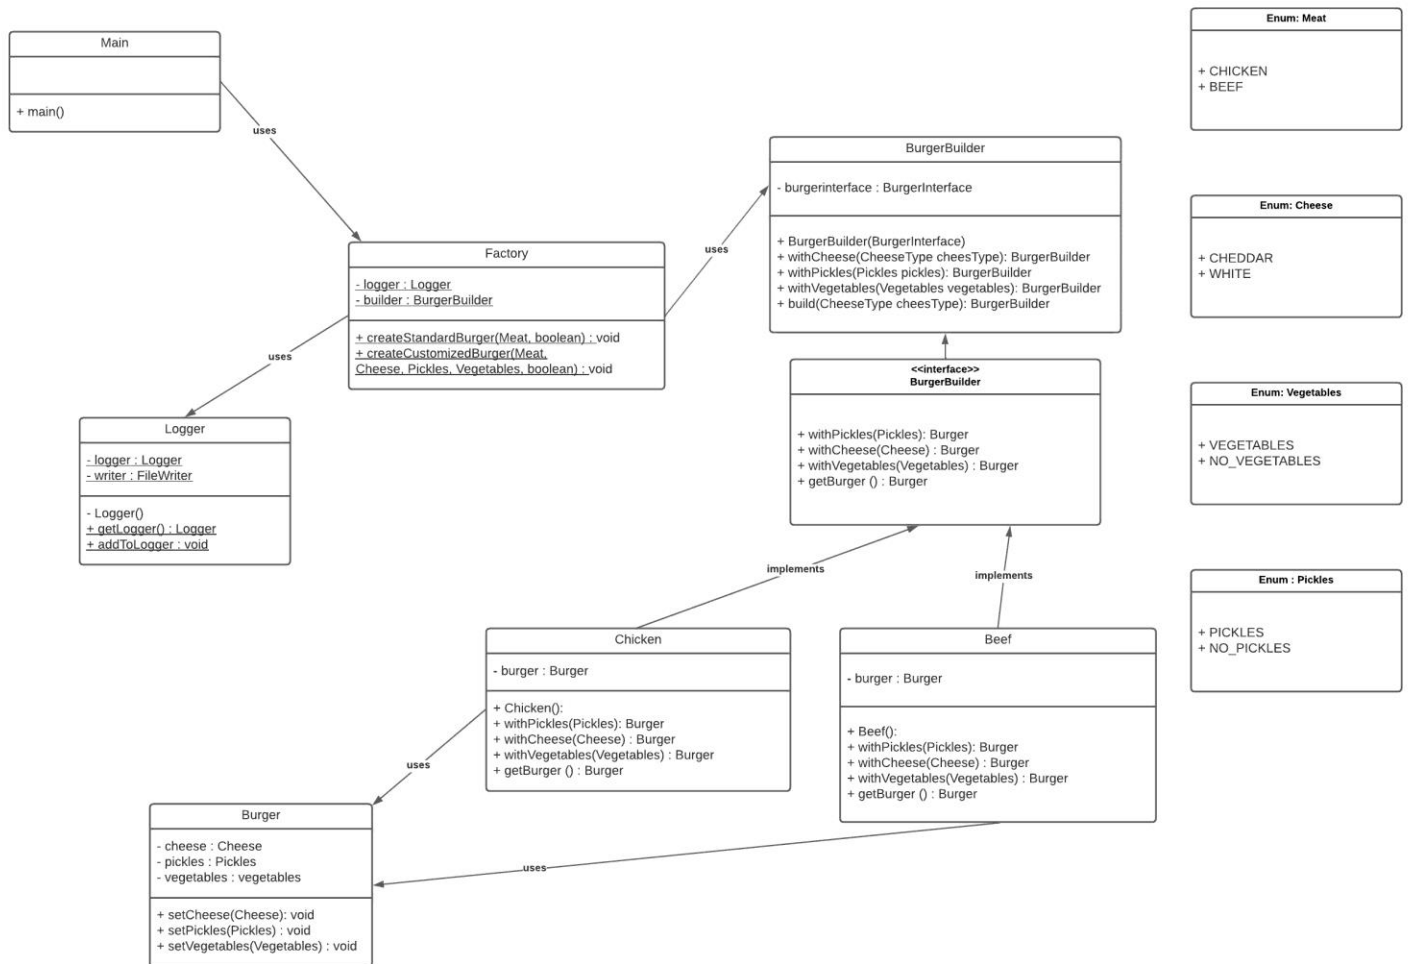 Main
+ main()
uses
Factory
- logger : Logger
- builder : BurgerBuilder
+ createStandardBurger(Meat, boolean) : void
+ createCustomizedBurger(Meat,
Cheese, Pickles, Vegetables, boolean) : void
uses
uses
Logger
- logger : Logger
- writer : FileWriter
- Logger()
+ getLogger() : Logger
+ addToLogger : void
BurgerBuilder
- burgerinterface : BurgerInterface
+ BurgerBuilder(BurgerInterface)
+ withCheese(CheeseType cheesType): BurgerBuilder
+ withPickles(Pickles pickles): BurgerBuilder
+ withVegetables(Vegetables vegetables): BurgerBuilder
+ build(CheeseType cheesType): BurgerBuilder
<<interface>>
BurgerBuilder
+ withPickles(Pickles): Burger
+ withCheese(Cheese) : Burger
+ withVegetables(Vegetables) : Burger
+ getBurger () : Burger
implements
implements
Chicken
- burger : Burger
+ Chicken():
+ withPickles(Pickles): Burger
+ withCheese(Cheese) : Burger
+ withVegetables(Vegetables) : Burger
+ getBurger () : Burger
Beef
- burger : Burger
+ Beef():
+ withPickles(Pickles): Burger
+ withCheese(Cheese) : Burger
+ withVegetables(Vegetables) : Burger
+ getBurger () : Burger
uses
uses
Burger
- cheese : Cheese
- pickles : Pickles
- vegetables : vegetables
+ setCheese(Cheese): void
+ setPickles(Pickles) : void
+ setVegetables(Vegetables) : void
Enum: Meat
+ CHICKEN
+ BEEF
Enum: Cheese
+ CHEDDAR
+ WHITE
Enum: Vegetables
+ VEGETABLES
+ NO_VEGETABLES
Enum : Pickles
+ PICKLES
+ NO_PICKLES